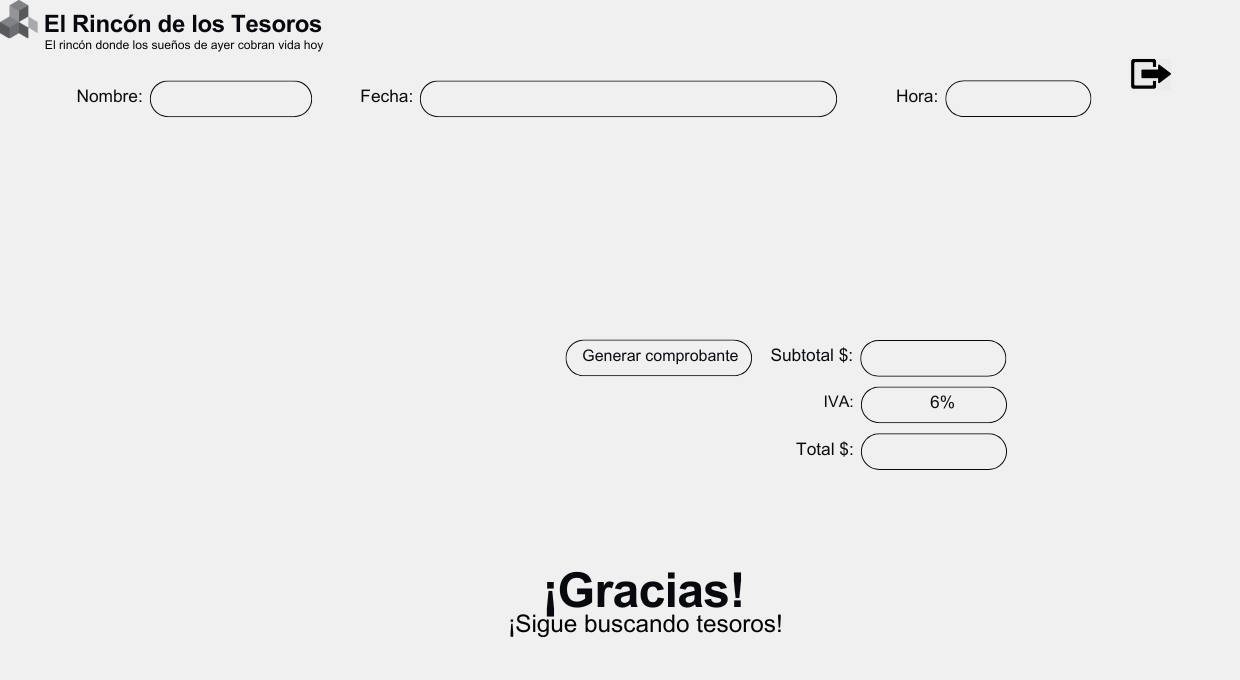 El Rincón de los Tesoros
El rincón donde los sueños de ayer cobran vida hoy
Nombre: Fecha: Hora:
Generar comprobante Subtotal $:
IVA: 6%
Total $:
¡Gracias!
¡Sigue buscando tesoros!